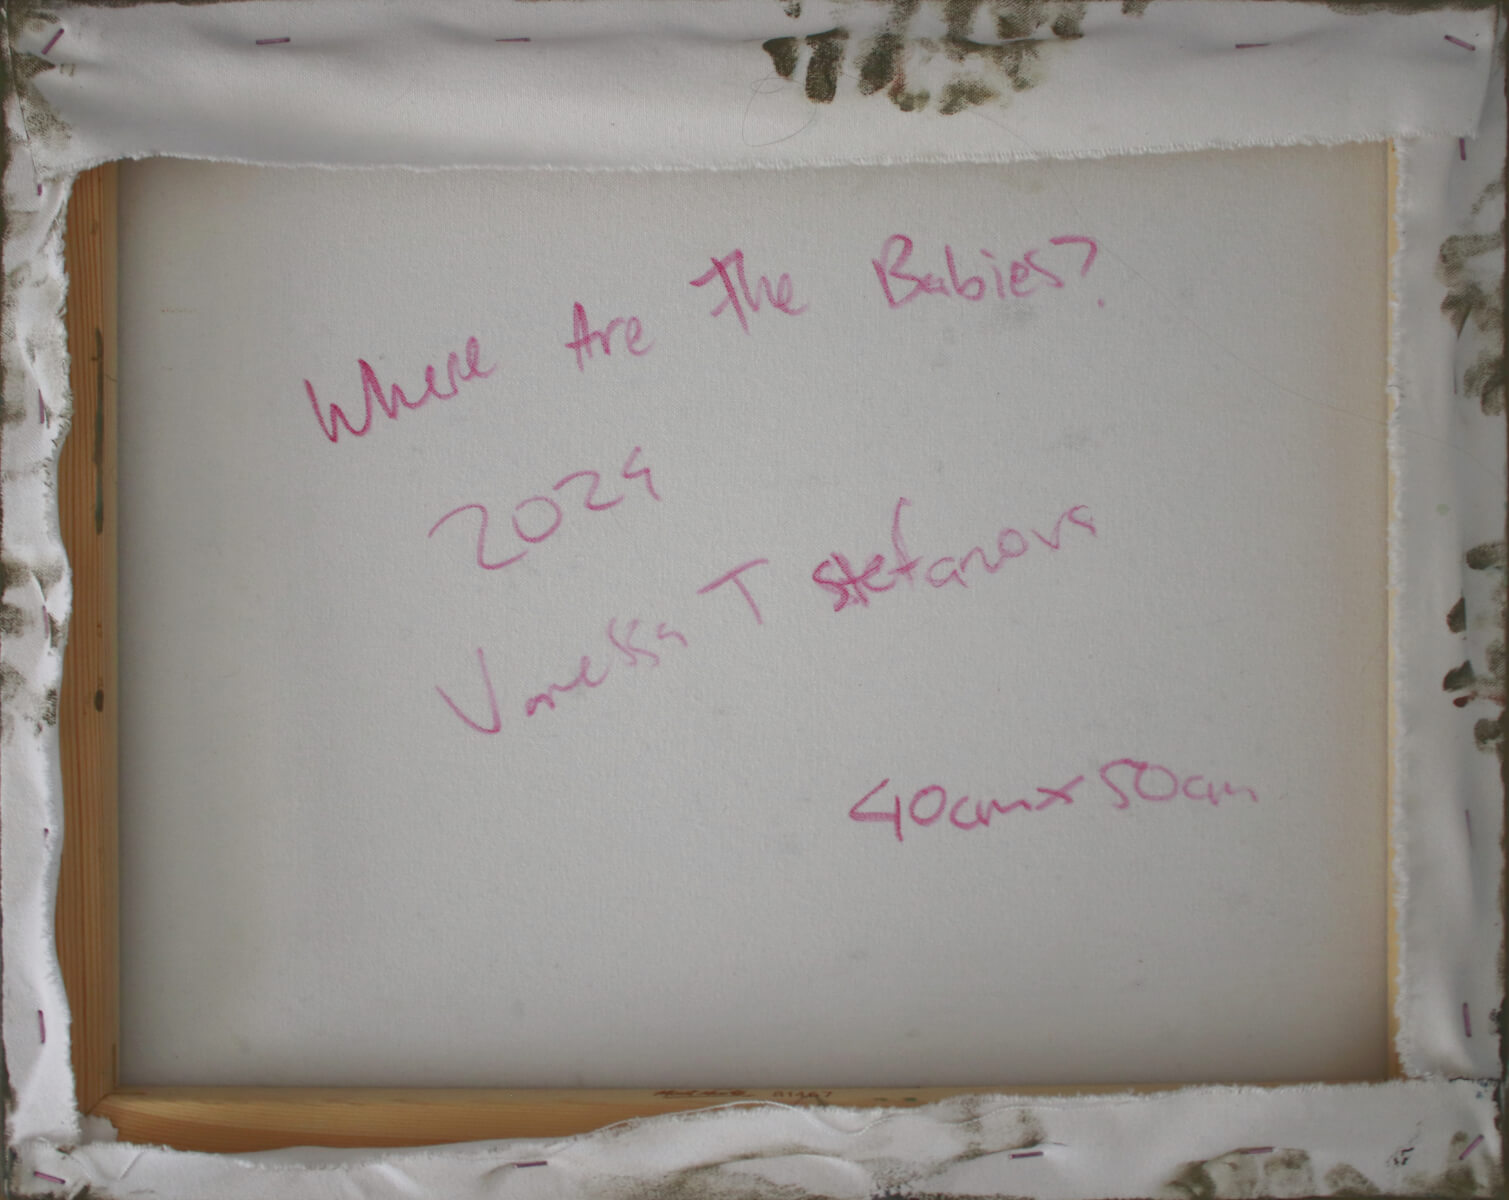 Where Are The Babies?
2024
Vanessa T Stefanova
40cm x 50cm